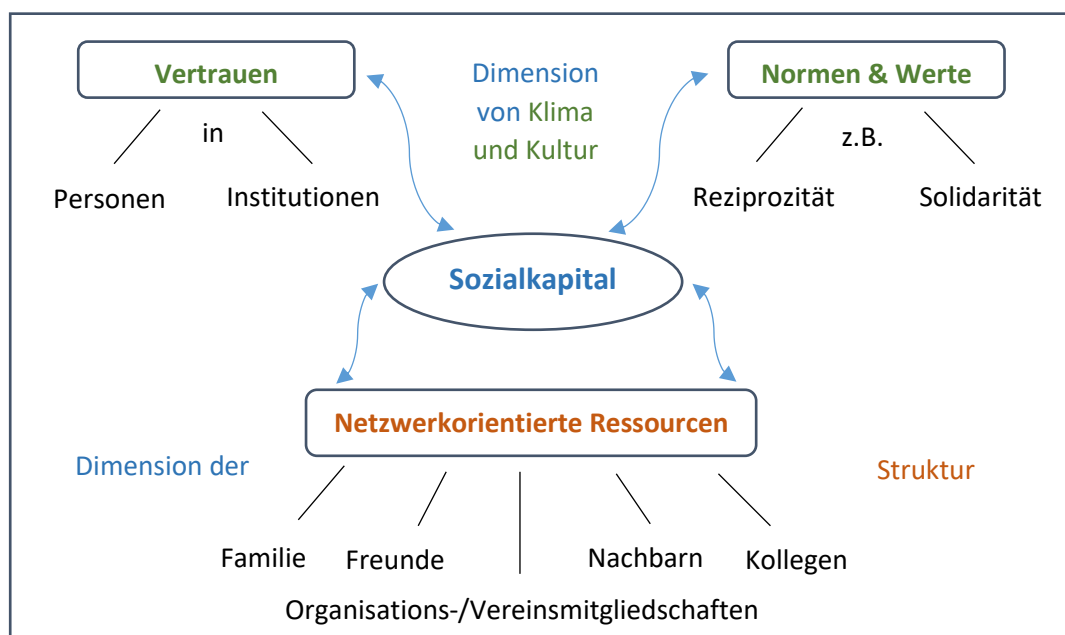 Vertrauen
in
Personen
Institutionen
Dimension
von Klima
und Kultur
Normen & Werte
z.B.
Reziprozität
Solidarität
Sozialkapital
Netzwerkorientierte Ressourcen
Dimension der
Struktur
Familie
Freunde
Nachbarn
Kollegen
Organisations-/Vereinsmitgliedschaften